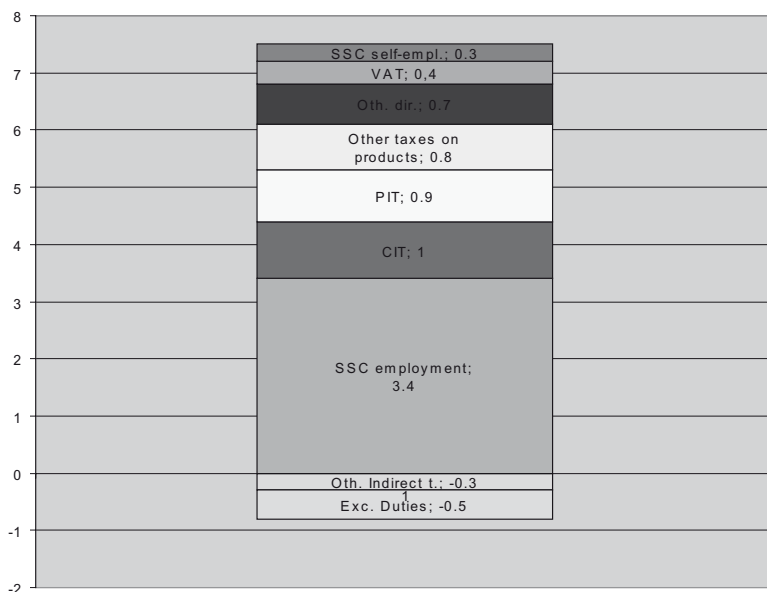 8
7
6
5
4
3
2
1
0
-1
-2
SSC self-empl.; 0.3
VAT; 0,4
Oth. dir.; 0.7
Other taxes on
products; 0.8
PIT; 0.9
CIT; 1
SSC employment;
3.4
Oth. Indirect t.; -0.3
1
Exc. Duties; -0.5